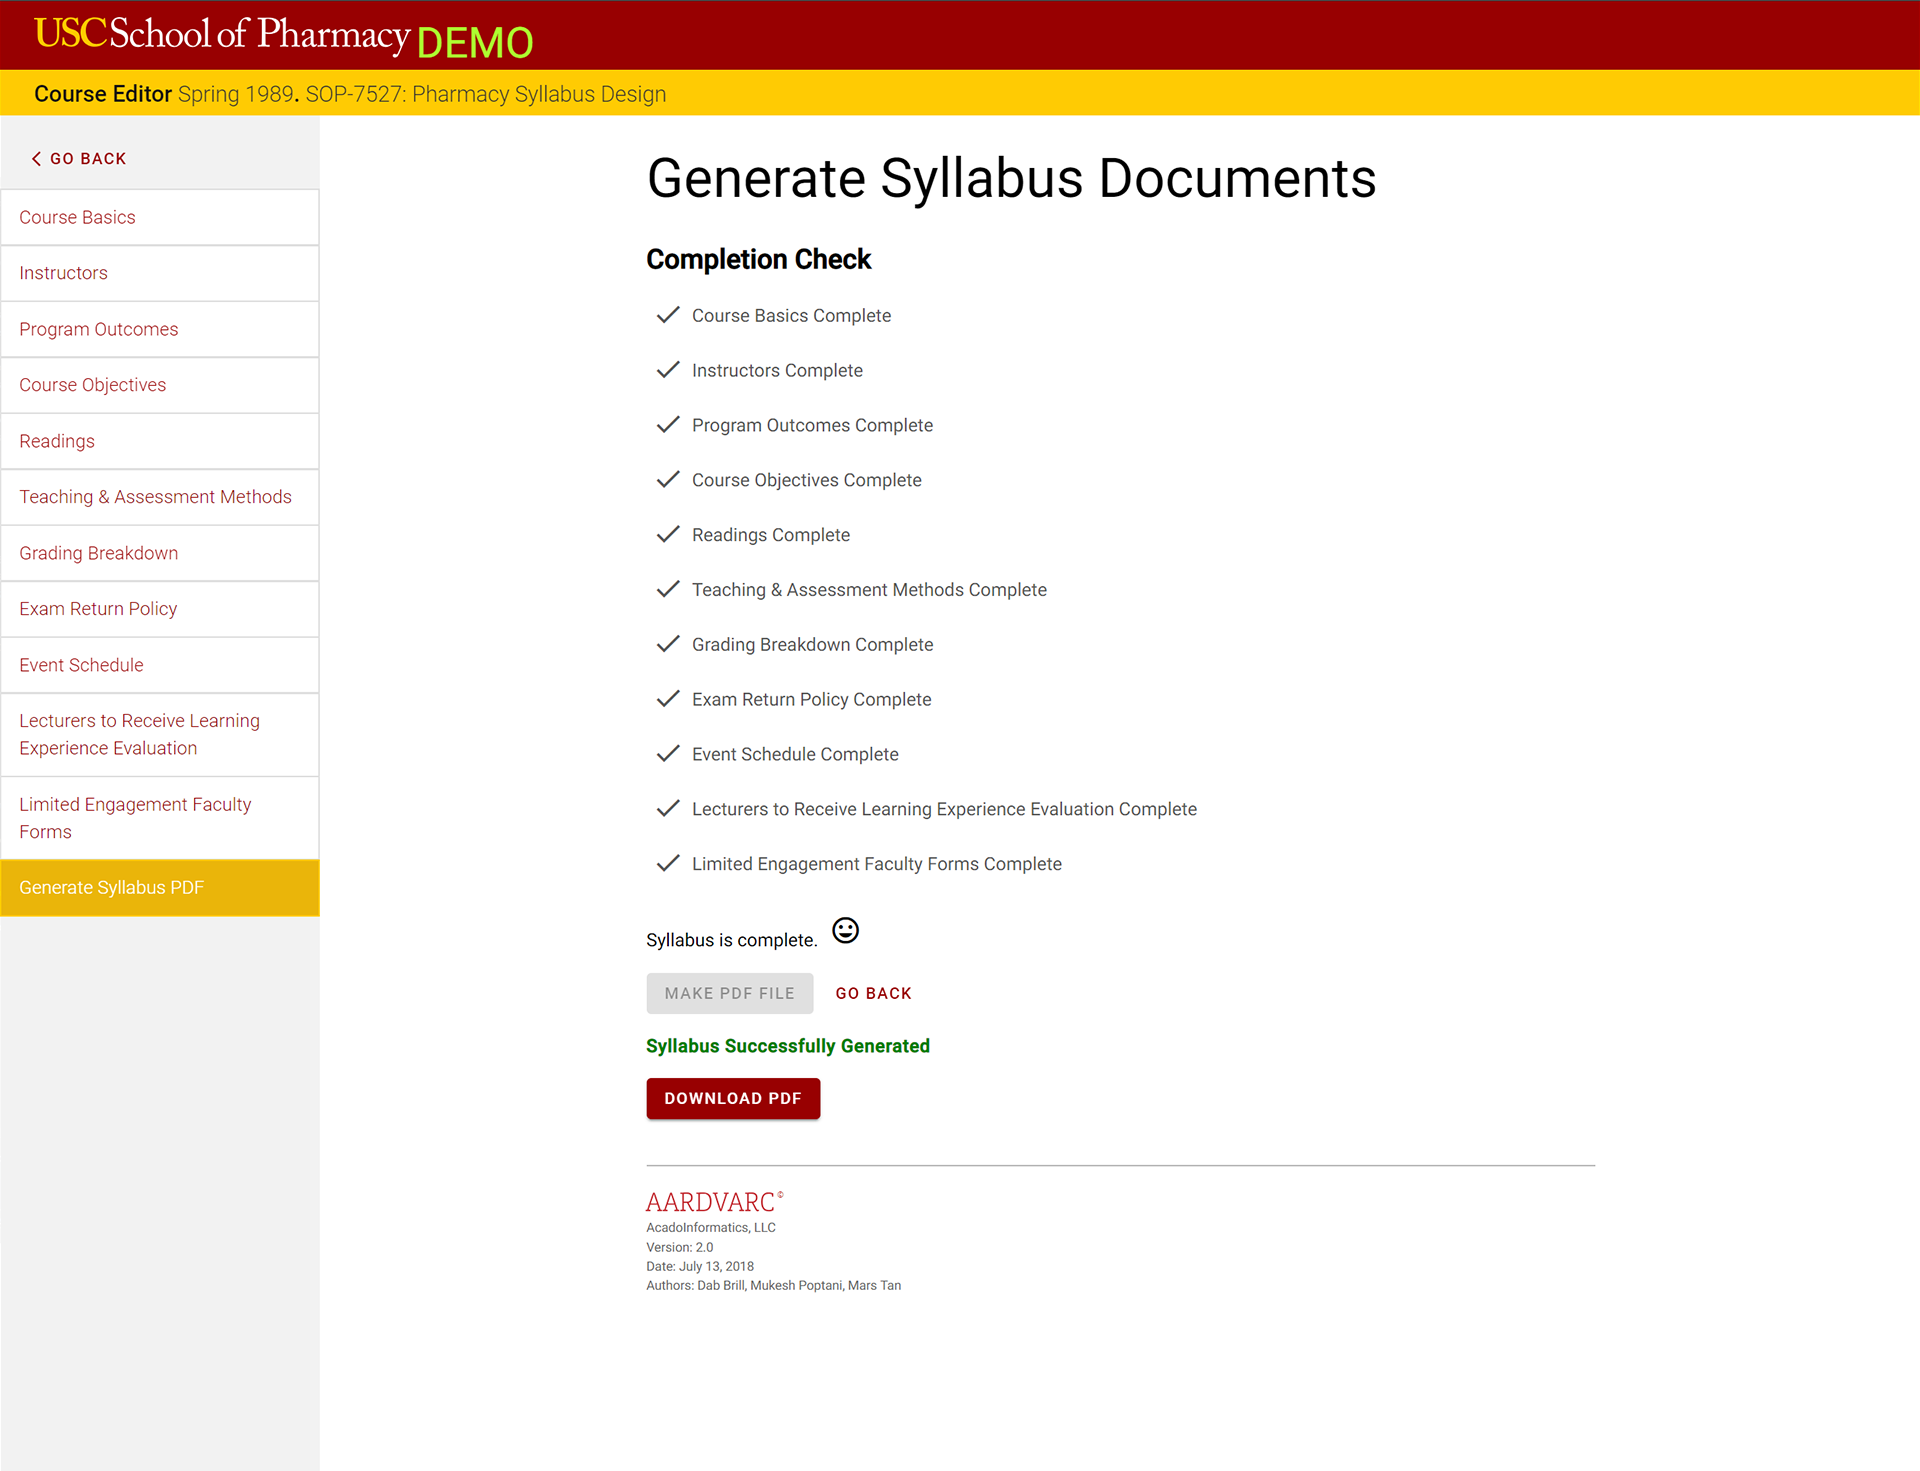 USC School of Pharmacy DEMO
Course Editor Spring 1989. SOP-7527: Pharmacy Syllabus Design
GO BACK
Course Basics
Instructors
Program Outcomes
Course Objectives
Readings
Teaching & Assessment Methods
Grading Breakdown
Exam Return Policy
Event Schedule
Lecturers to Receive Learning
Experience Evaluation
Limited Engagement Faculty
Forms
Generate Syllabus PDF
Generate Syllabus Documents
Completion Check
Course Basics Complete
Instructors Complete
Program Outcomes Complete
Course Objectives Complete
Readings Complete
Teaching & Assessment Methods Complete
Grading Breakdown Complete
Exam Return Policy Complete
Event Schedule Complete
Lecturers to Receive Learning Experience Evaluation Complete
Limited Engagement Faculty Forms Complete
Syllabus is complete.
MAKE PDF FILE GO BACK
Syllabus Successfully Generated
DOWNLOAD PDF
AARDVARC©
AcadoInformatics, LLC
Version: 2.0
Date: July 13, 2018
Authors: Dab Brill, Mukesh Poptani, Mars Tan